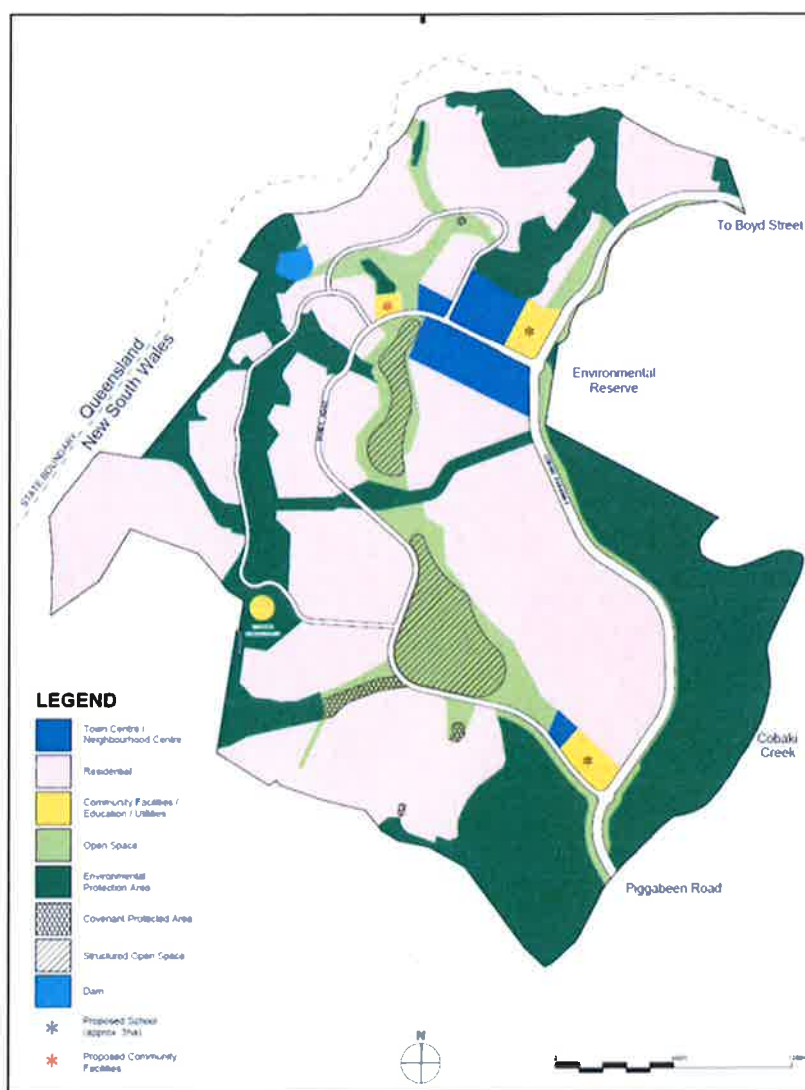 To Boyd Street
Queensland
New South Wales
STATE BOUNDARY
Environmental
Reserve
Cobaki
Creek
Piggabeen Road
LEGEND
Town Centre /
Neighbourhood Centre
Residential
Community Facilities /
Education / Utilities
Open Space
Environmental
Protection Area
Covenant Protected Area
Structured Open Space
Dam
Proposed School
(approx. 3ha)
Proposed Community
Facilities
N